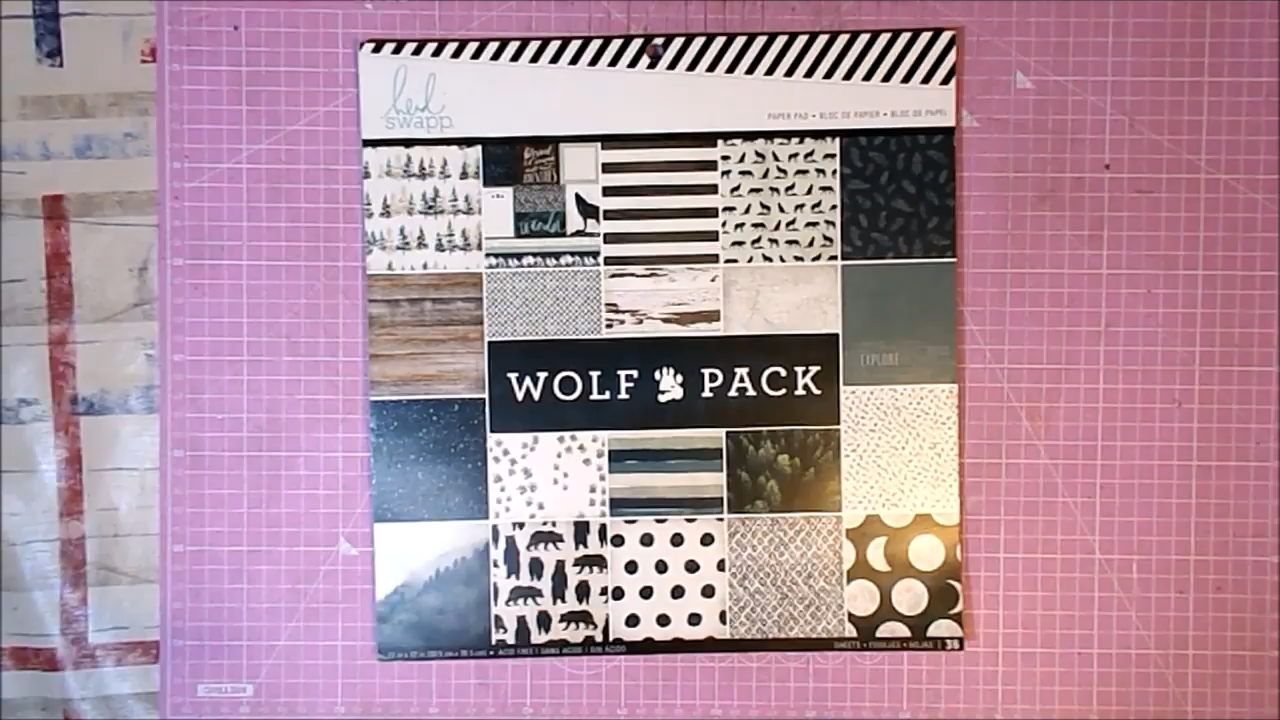 heidi
swapp
PAPER PAD • BLOC DE PAPIER • BLOC DE PAPEL
EXPLORE
WOLF PACK
ACID FREE | SANS ACIDE | SIN ÁCIDO
SHEETS • FEUILLES • HOJAS | 36